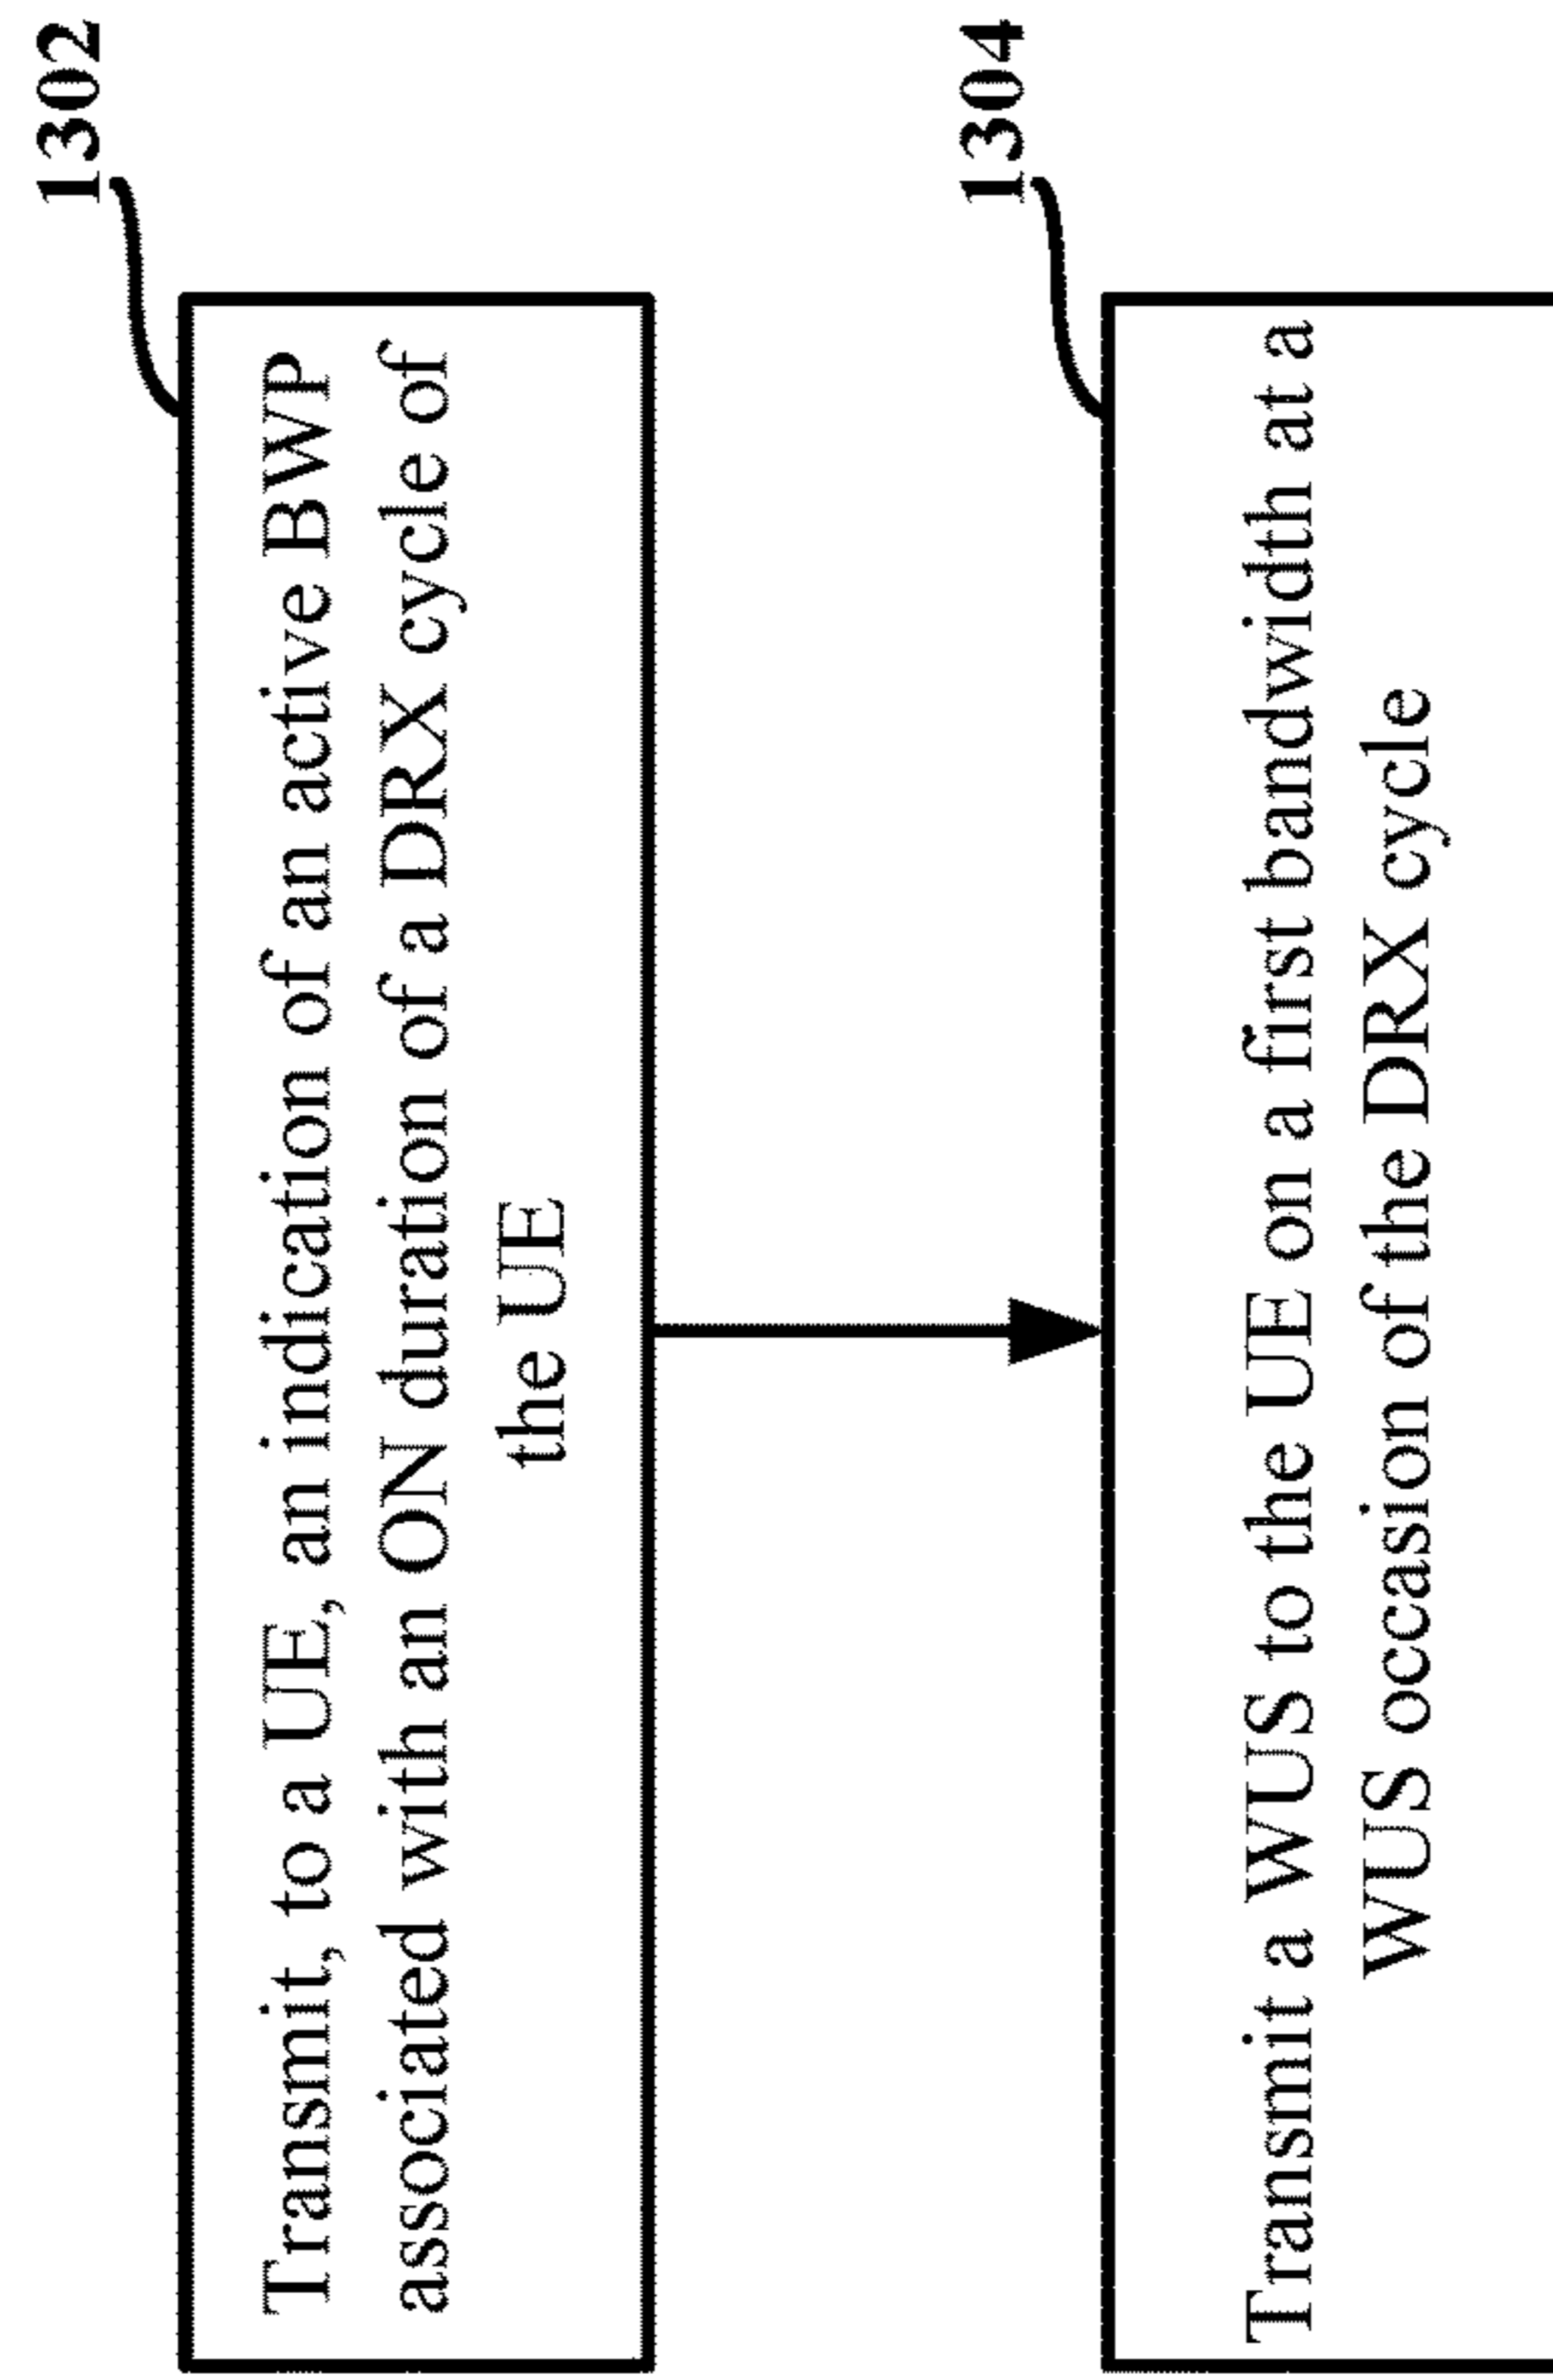 1302
Transmit, to a UE, an indication of an active BWP
associated with an ON duration of a DRX cycle of
the UE
1304
Transmit a WUS to the UE on a first bandwidth at a
WUS occasion of the DRX cycle